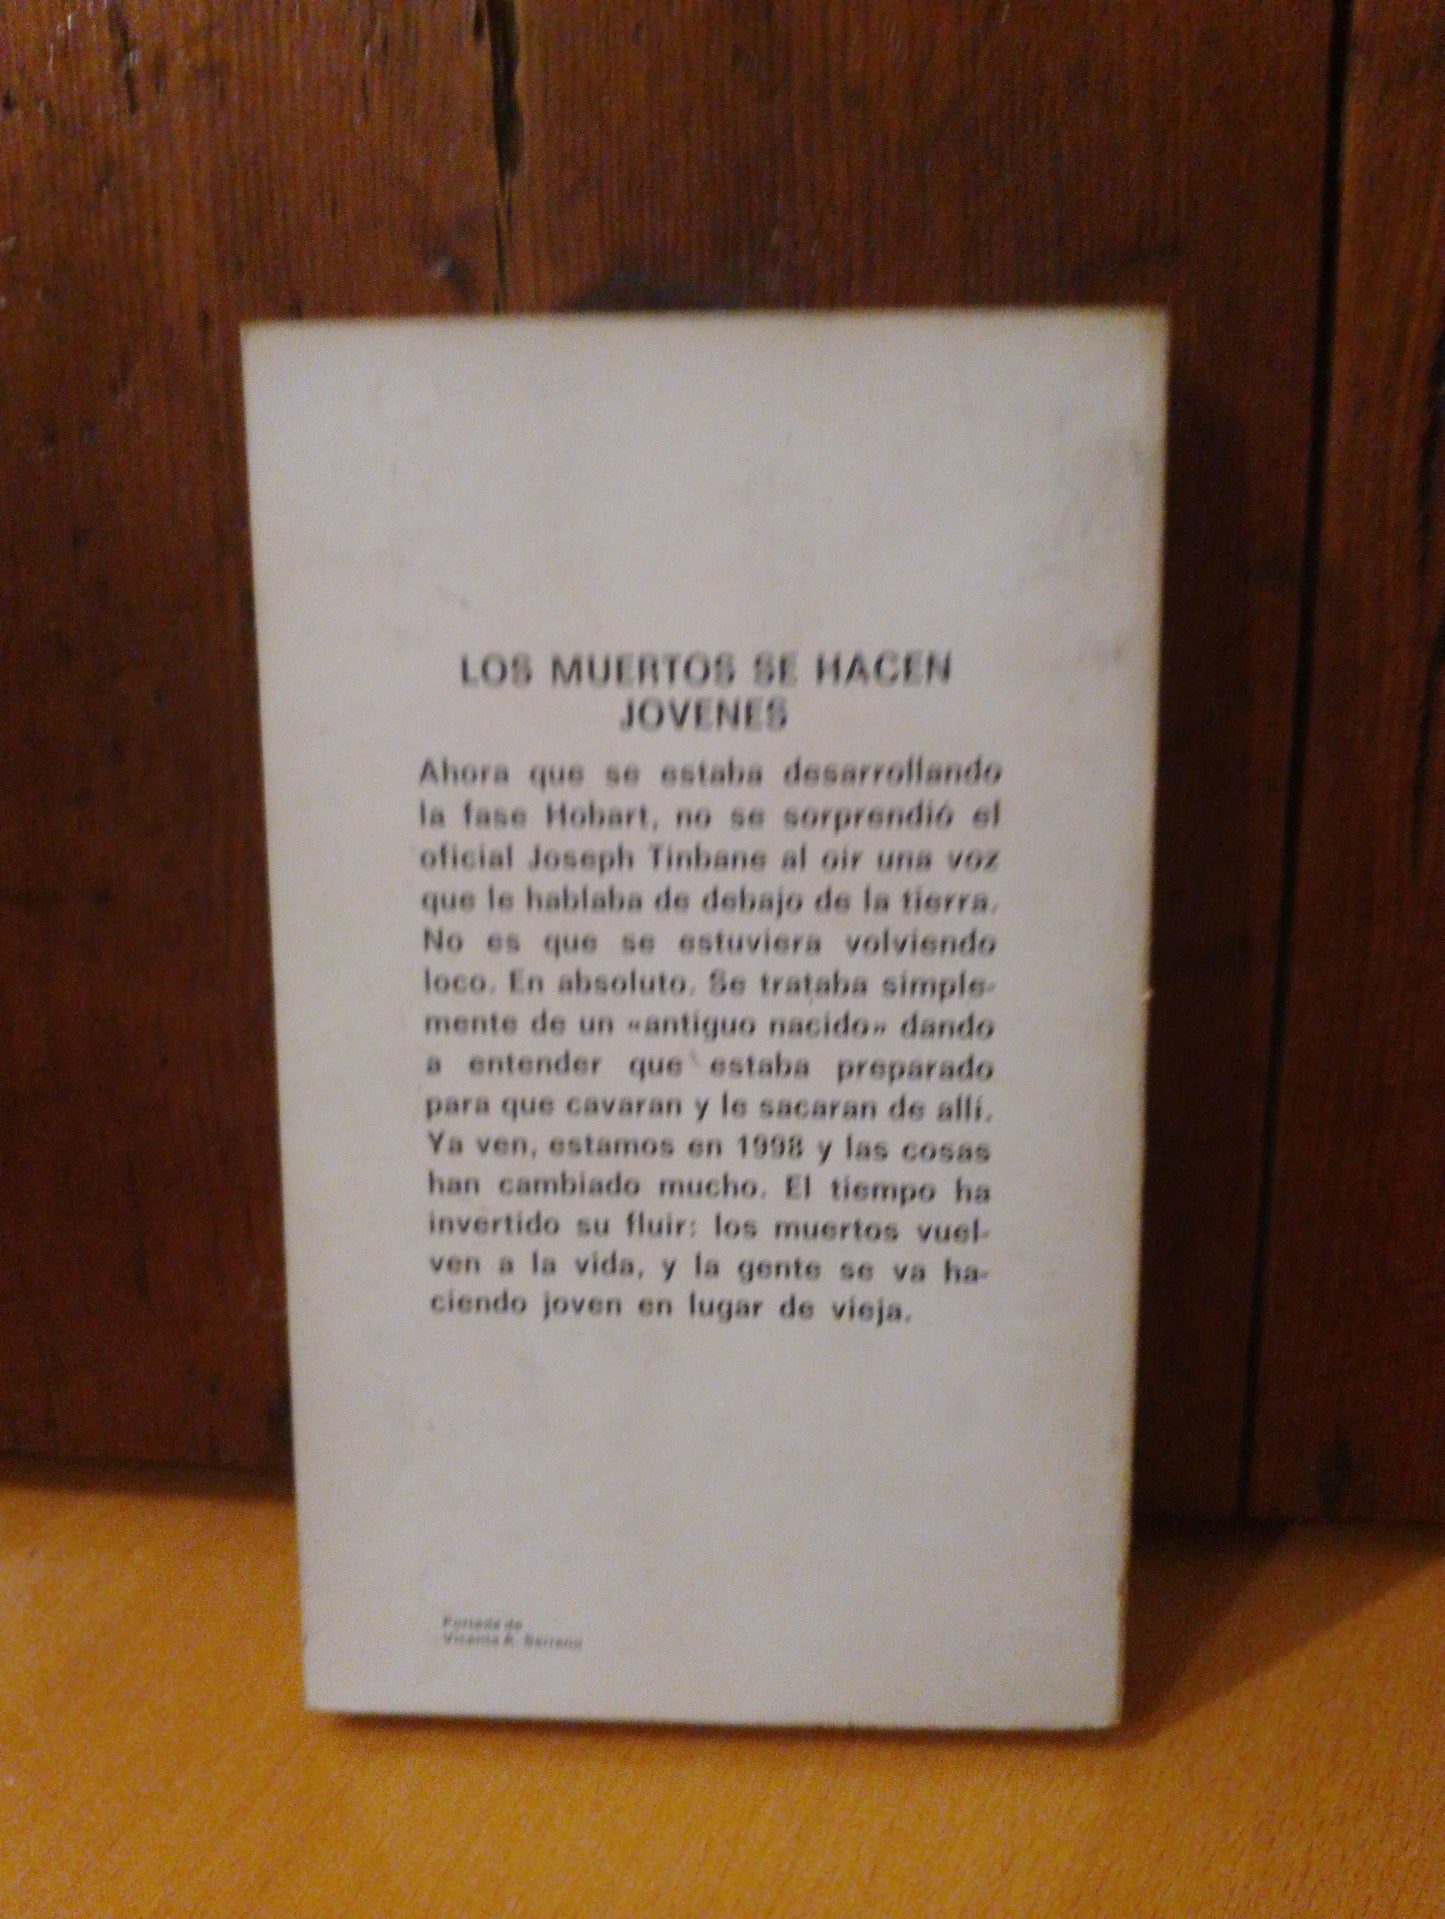 LOS MUERTOS SE HACEN
JOVENES
Ahora que se estaba desarrollando
la fase Hobart, no se sorprendió el
oficial Joseph Tinbane al oir una voz
que le hablaba de debajo de la tierra.
No es que se estuviera volviendo
loco. En absoluto. Se trataba simple-
mente de un «antiguo nacido» dando
a entender que estaba preparado
para que cavaran y le sacaran de allí.
Ya ven, estamos en 1998 y las cosas
han cambiado mucho. El tiempo ha
invertido su fluir: los muertos vuel-
ven a la vida, y la gente se va ha-
ciendo joven en lugar de vieja.
Portada de
Vicente A. Serrano